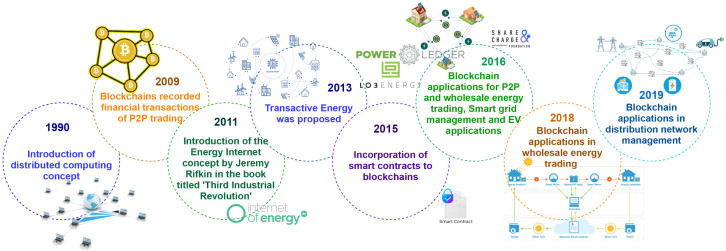 1990
Introduction of
distributed computing
concept
2009
Blockchains recorded
financial transactions
of P2P trading.
2011
Introduction of the
Energy Internet
concept by Jeremy
Rifkin in the book
titled 'Third Industrial
Revolution'
internet
of energy
2013
Transactive Energy
was proposed
2015
Incorporation of
smart contracts to
blockchains
Smart Contract
POWER LEDGER
LO3ENERGY
SHARE
CHARGE &
FOUNDATION
2016
Blockchain
applications for P2P
and wholesale energy
trading, Smart grid
management and EV
applications
2018
Blockchain
applications in
wholesale energy
trading
2019
Blockchain
applications in
distribution network
management